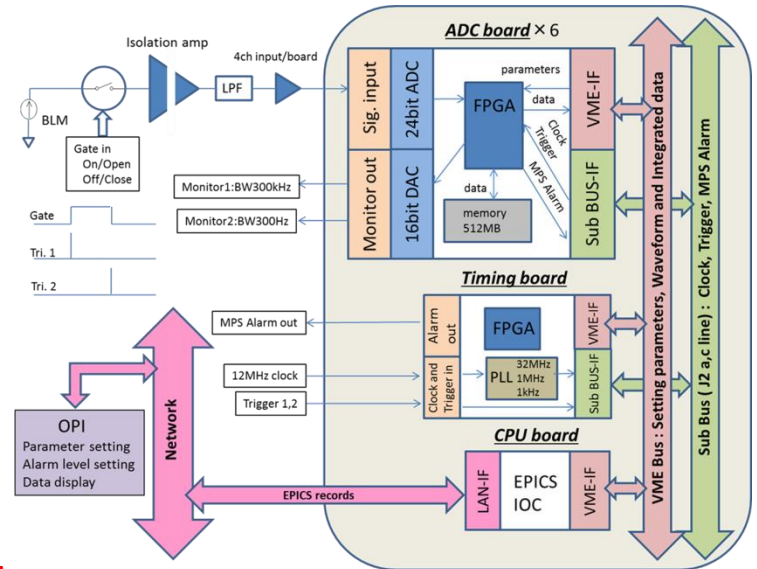 ADC board × 6
Isolation amp
4ch input/board
LPF
BLM
Gate in
On/Open
Off/Close
Sig. input
24bit ADC
FPGA
parameters
data
Clock
Trigger
MPS Alarm
VME-IF
Monitor out
16bit DAC
data
memory
512MB
Sub BUS-IF
Monitor1:BW300kHz
Monitor2:BW300Hz
Gate
Tri. 1
Tri. 2
Timing board
MPS Alarm out
12MHz clock
Trigger 1,2
Alarm
out
Clock and
Trigger in
FPGA
PLL
32MHz
1MHz
1kHz
VME-IF
Sub BUS-IF
CPU board
LAN-IF
EPICS
IOC
VME-IF
OPI
Parameter setting
Alarm level setting
Data display
Network
EPICS records
VME Bus : Setting parameters, Waveform and Integrated data
Sub Bus ( J2 a,c line) : Clock, Trigger, MPS Alarm